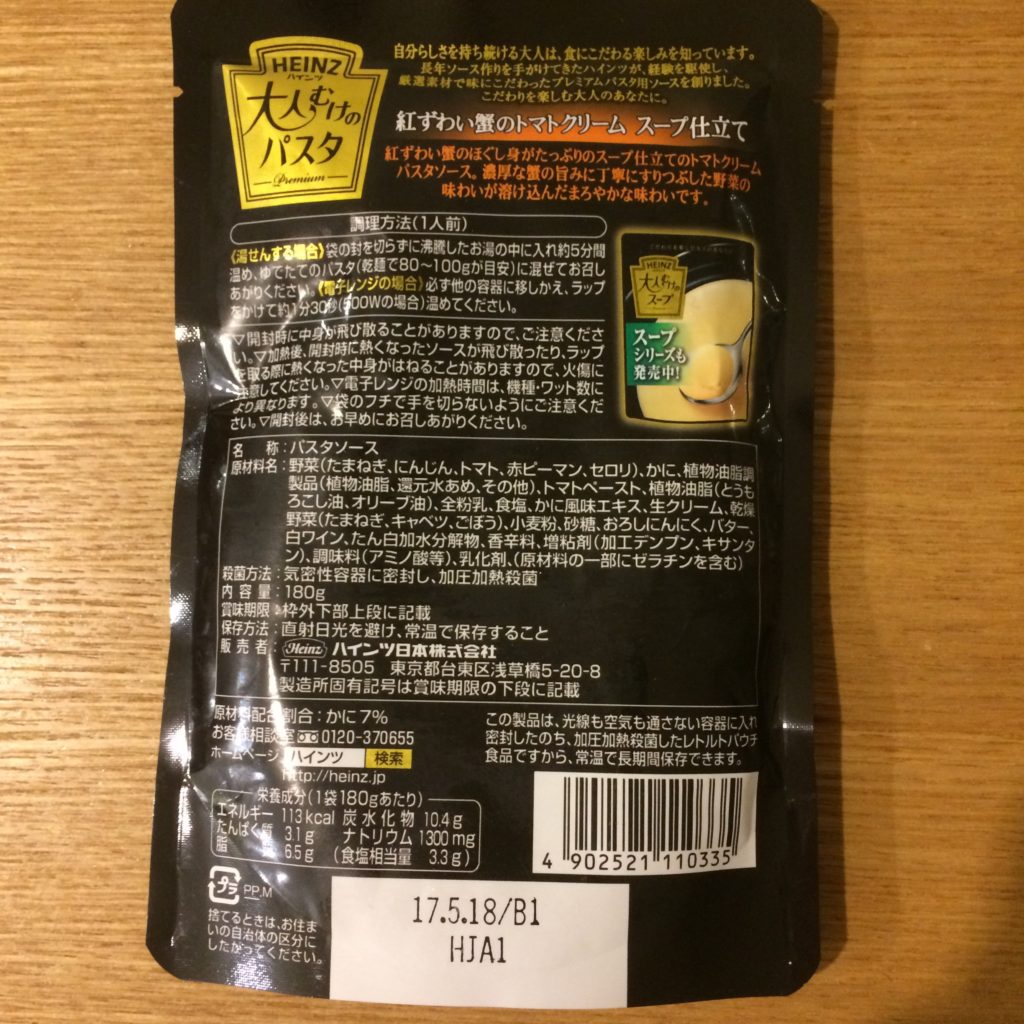 HEINZ
ハインツ
大人むけの
パスタ
Premium
自分らしさを持ち続ける大人は、食にこだわる楽しみを知っています。
長年ソース作りを手がけてきたハインツが、経験を駆使し、
厳選素材で味にこだわったプレミアムパスタ用ソースを創りました。
こだわりを楽しむ大人のあなたに。
紅ずわい蟹のトマトクリーム スープ仕立て
紅ずわい蟹のほぐし身がたっぷりのスープ仕立てのトマトクリーム
パスタソース。濃厚な蟹の旨みに丁寧にすりつぶした野菜の
味わいが溶け込んだまろやかな味わいです。
調理方法(1人前)
《湯せんする場合》袋の封を切らずに沸騰したお湯の中に入れ約5分間
温め、ゆでたてのパスタ(乾麺で80～100gが目安)に混ぜてお召し
あがりください。《電子レンジの場合》必ず他の容器に移しかえ、ラップ
をかけて約1分30秒(500Wの場合)温めてください。
▽開封時に中身が飛び散ることがありますので、ご注意くださ
い。▽加熱後、開封時に熱くなったソースが飛び散ったり、ラップ
を取る際に熱くなった中身がはねることがありますので、火傷に
注意してください。▽電子レンジの加熱時間は、機種・ワット数に
より異なります。▽袋のフチで手を切らないようにご注意くだ
さい。▽開封後は、お早めにお召しあがりください。
HEINZ
大人むけの
スープ
スープ
シリーズも
発売中!
名 称:パスタソース
原材料名:野菜(たまねぎ、にんじん、トマト、赤ピーマン、セロリ)、かに、植物油脂調
製品(植物油脂、還元水あめ、その他)、トマトペースト、植物油脂(とうも
ろこし油、オリーブ油)、全粉乳、食塩、かに風味エキス、生クリーム、乾燥
野菜(たまねぎ、キャベツ、ごぼう)、小麦粉、砂糖、おろしにんにく、バター、
白ワイン、たん白加水分解物、香辛料、増粘剤(加工デンプン、キサンタ
ン)、調味料(アミノ酸等)、乳化剤、(原材料の一部にゼラチンを含む)
殺菌方法:気密性容器に密封し、加圧加熱殺菌
内 容 量:180g
賞味期限:枠外下部上段に記載
保存方法:直射日光を避け、常温で保存すること
販 売 者:Heinz ハインツ日本株式会社
〒111-8505 東京都台東区浅草橋5-20-8
製造所固有記号は賞味期限の下段に記載
原材料配合割合:かに7%
お客様相談室 0120-370655
ホームページ ハインツ 検索
http://heinz.jp
この製品は、光線も空気も通さない容器に入れ
密封したのち、加圧加熱殺菌したレトルトパウチ
食品ですから、常温で長期間保存できます。
栄養成分(1袋180gあたり)
エネルギー 113kcal 炭水化物 10.4g
たんぱく質 3.1g ナトリウム 1300mg
脂 質 6.5g (食塩相当量 3.3g)
4 902521 110335
プラ PP,M
捨てるときは、お住ま
いの自治体の区分に
したがってください。
17.5.18/B1
HJA1